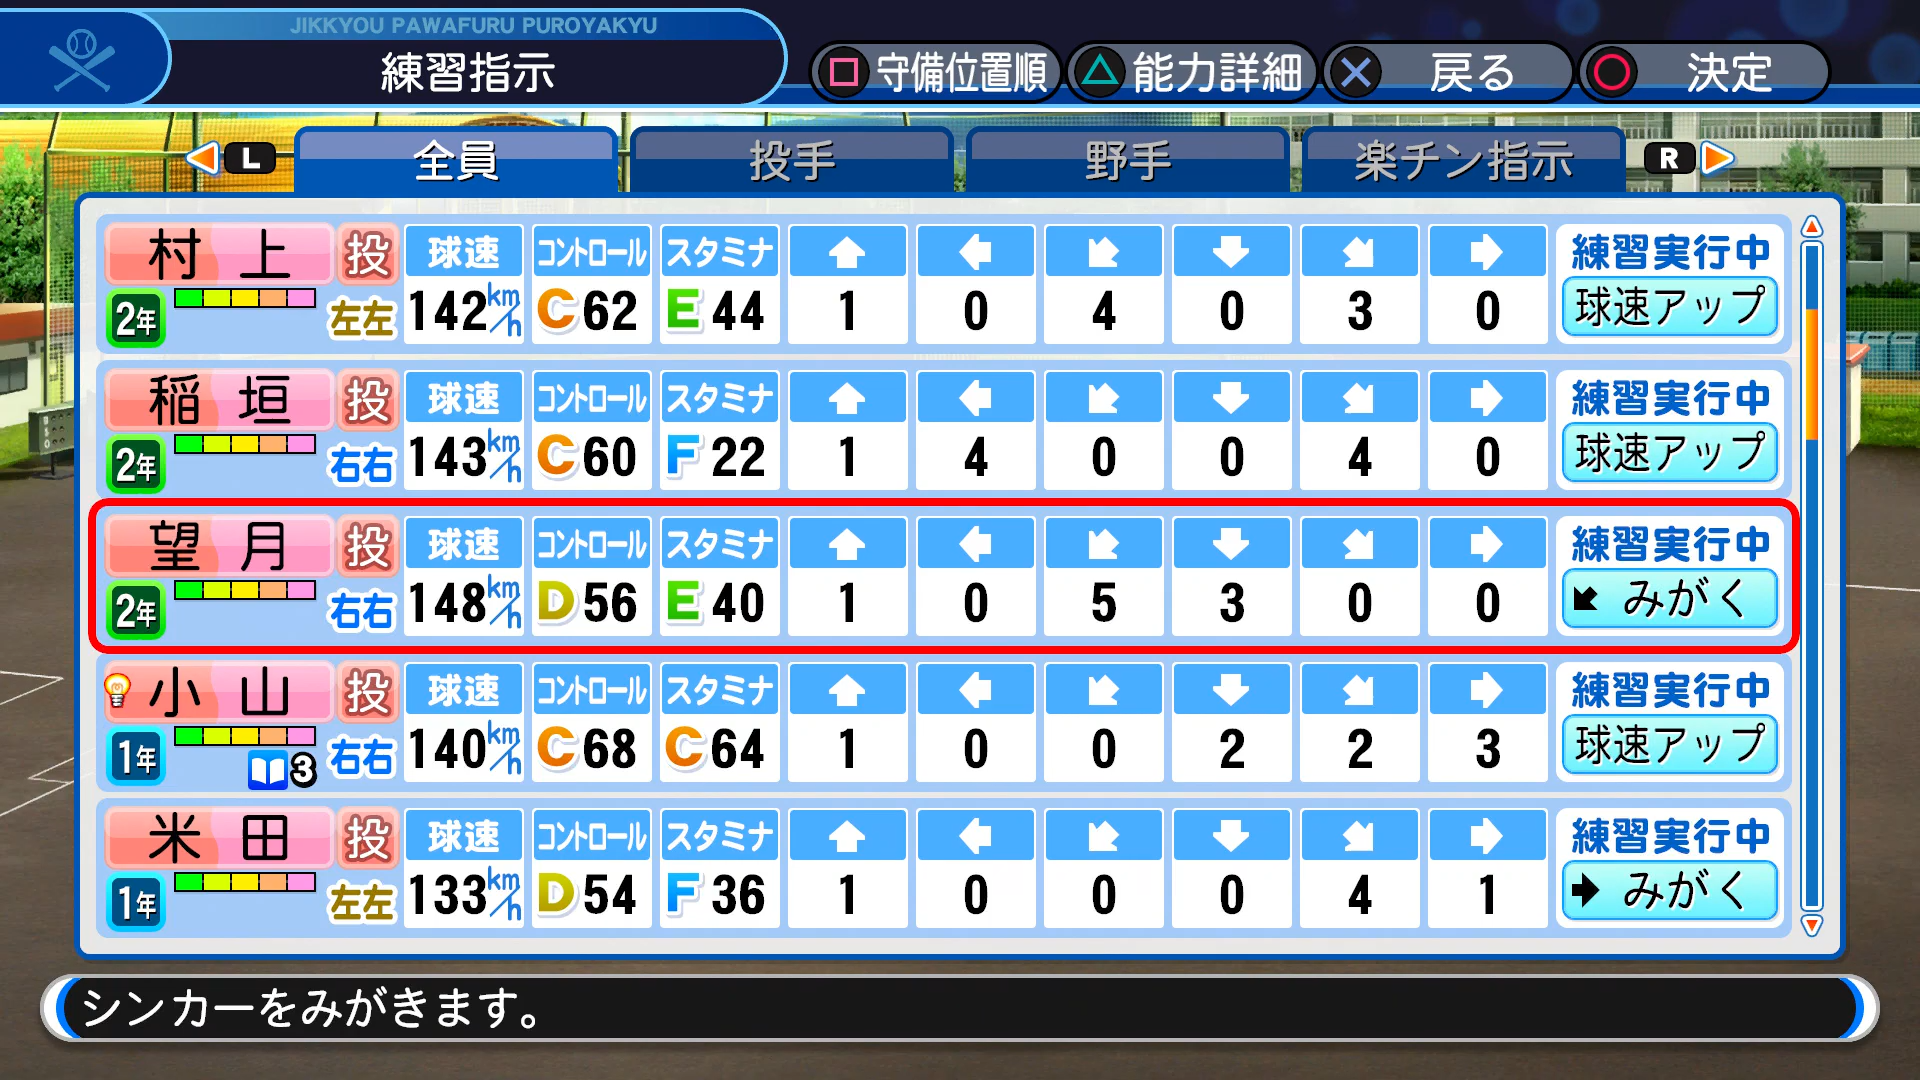 JIKKYOU PAWAFURU PUROYAKYU
練習指示
守備位置順 能力詳細 戻る 決定
L 全員 投手 野手 楽チン指示 R
村上 投 球速 コントロール スタミナ 練習実行中
2年 左左 142km/h C62 E44 1 0 4 0 3 0 球速アップ
稲垣 投 球速 コントロール スタミナ 練習実行中
2年 右右 143km/h C60 F22 1 4 0 0 4 0 球速アップ
望月 投 球速 コントロール スタミナ 練習実行中
2年 右右 148km/h D56 E40 1 0 5 3 0 0 みがく
小山 投 球速 コントロール スタミナ 練習実行中
1年 3 右右 140km/h C68 C64 1 0 0 2 2 3 球速アップ
米田 投 球速 コントロール スタミナ 練習実行中
1年 左左 133km/h D54 F36 1 0 0 0 4 1 みがく
シンカーをみがきます。